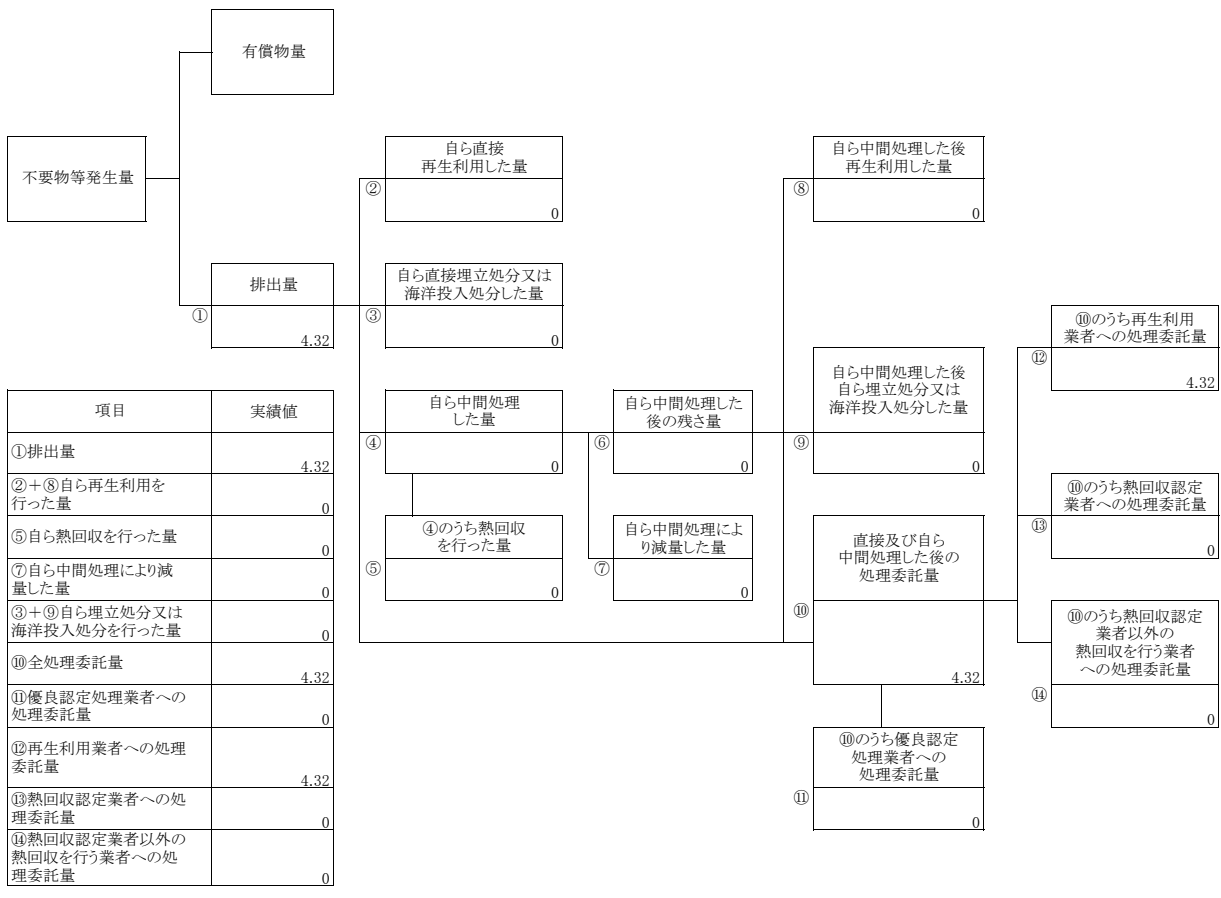 有償物量
不要物等発生量
自ら直接
再生利用した量
②
0
自ら中間処理した後
再生利用した量
⑧
0
排出量
①
4.32
自ら直接埋立処分又は
海洋投入処分した量
③
0
⑩のうち再生利用
業者への処理委託量
⑫
4.32
自ら中間処理した後
自ら埋立処分又は
海洋投入処分した量
⑨
0
自ら中間処理
した量
④
0
自ら中間処理した
後の残さ量
⑥
0
⑩のうち熱回収認定
業者への処理委託量
⑬
0
④のうち熱回収
を行った量
⑤
0
自ら中間処理によ
り減量した量
⑦
0
直接及び自ら
中間処理した後の
処理委託量
⑩
4.32
⑩のうち熱回収認定
業者以外の
熱回収を行う業者
への処理委託量
⑭
0
⑩のうち優良認定
処理業者への
処理委託量
⑪
0
項目
実績値
①排出量
4.32
②＋⑧自ら再生利用を
行った量
0
⑤自ら熱回収を行った量
0
⑦自ら中間処理により減
量した量
0
③＋⑨自ら埋立処分又は
海洋投入処分を行った量
0
⑩全処理委託量
4.32
⑪優良認定処理業者への
処理委託量
0
⑫再生利用業者への処理
委託量
4.32
⑬熱回収認定業者への処
理委託量
0
⑭熱回収認定業者以外の
熱回収を行う業者への処
理委託量
0